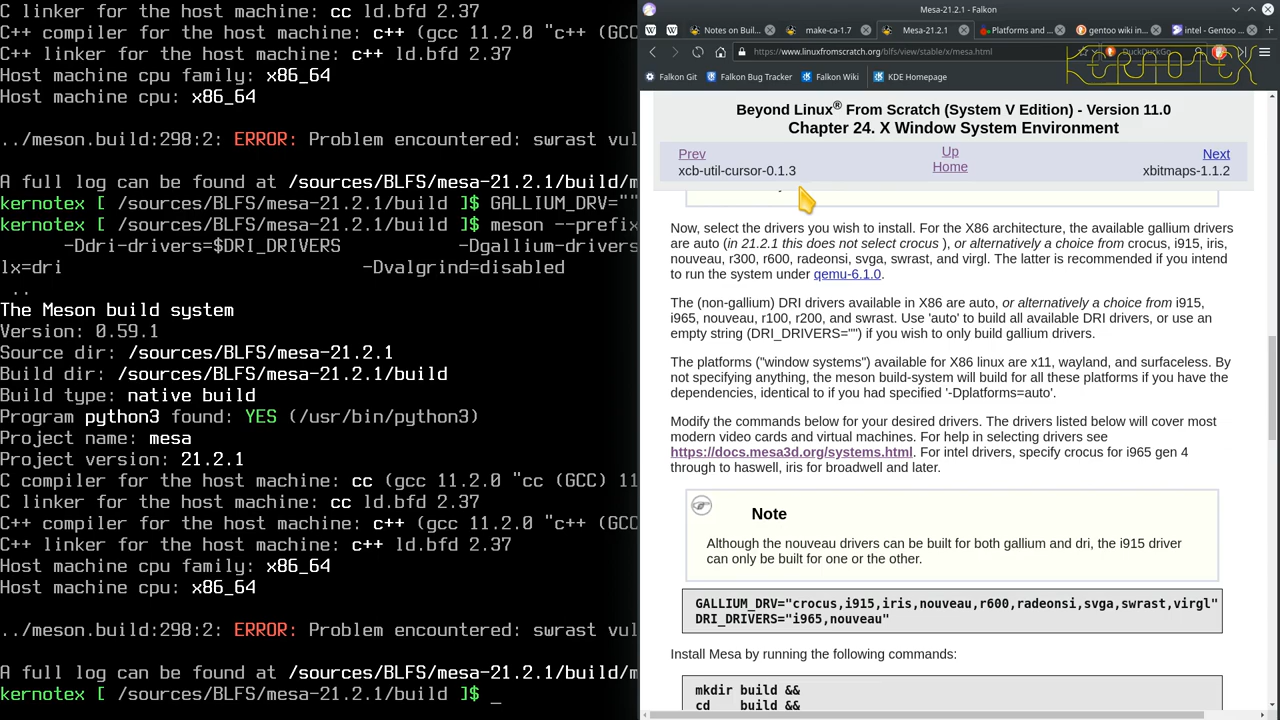 C linker for the host machine: cc ld.bfd 2.37
C++ compiler for the host machine: c++ (gcc 11.2.0 "c++ (GC
C++ linker for the host machine: c++ ld.bfd 2.37
Host machine cpu family: x86_64
Host machine cpu: x86_64
../meson.build:298:2: ERROR: Problem encountered: swrast vul
A full log can be found at /sources/BLFS/mesa-21.2.1/build/m
kernotex [ /sources/BLFS/mesa-21.2.1/build ]$ GALLIUM_DRV=""
kernotex [ /sources/BLFS/mesa-21.2.1/build ]$ meson --prefix
-Ddri-drivers=$DRI_DRIVERS -Dgallium-drivers
lx=dri -Dvalgrind=disabled
..
The Meson build system
Version: 0.59.1
Source dir: /sources/BLFS/mesa-21.2.1
Build dir: /sources/BLFS/mesa-21.2.1/build
Build type: native build
Program python3 found: YES (/usr/bin/python3)
Project name: mesa
Project version: 21.2.1
C compiler for the host machine: cc (gcc 11.2.0 "cc (GCC) 11
C linker for the host machine: cc ld.bfd 2.37
C++ compiler for the host machine: c++ (gcc 11.2.0 "c++ (GCC
C++ linker for the host machine: c++ ld.bfd 2.37
Host machine cpu family: x86_64
Host machine cpu: x86_64
../meson.build:298:2: ERROR: Problem encountered: swrast vul
A full log can be found at /sources/BLFS/mesa-21.2.1/build/m
kernotex [ /sources/BLFS/mesa-21.2.1/build ]$ _
Mesa-21.2.1 - Falkon
Notes on Buil... make-ca-1.7 Mesa-21.2.1 Platforms and ... gentoo wiki in... intel - Gentoo ...
https://www.linuxfromscratch.org/blfs/view/stable/x/mesa.html DuckDuckGo
kernotex
Falkon Git Falkon Bug Tracker Falkon Wiki KDE Homepage
Beyond Linux® From Scratch (System V Edition) - Version 11.0
Chapter 24. X Window System Environment
Prev Up Next
xcb-util-cursor-0.1.3 Home xbitmaps-1.1.2
Now, select the drivers you wish to install. For the X86 architecture, the available gallium drivers
are auto (in 21.2.1 this does not select crocus ), or alternatively a choice from crocus, i915, iris,
nouveau, r300, r600, radeonsi, svga, swrast, and virgl. The latter is recommended if you intend
to run the system under qemu-6.1.0.
The (non-gallium) DRI drivers available in X86 are auto, or alternatively a choice from i915,
i965, nouveau, r100, r200, and swrast. Use 'auto' to build all available DRI drivers, or use an
empty string (DRI_DRIVERS="") if you wish to only build gallium drivers.
The platforms ("window systems") available for X86 linux are x11, wayland, and surfaceless. By
not specifying anything, the meson build-system will build for all these platforms if you have the
dependencies, identical to if you had specified '-Dplatforms=auto'.
Modify the commands below for your desired drivers. The drivers listed below will cover most
modern video cards and virtual machines. For help in selecting drivers see
https://docs.mesa3d.org/systems.html. For intel drivers, specify crocus for i965 gen 4
through to haswell, iris for broadwell and later.
Note
Although the nouveau drivers can be built for both gallium and dri, the i915 driver
can only be built for one or the other.
GALLIUM_DRV="crocus,i915,iris,nouveau,r600,radeonsi,svga,swrast,virgl"
DRI_DRIVERS="i965,nouveau"
Install Mesa by running the following commands:
mkdir build &&
cd build &&